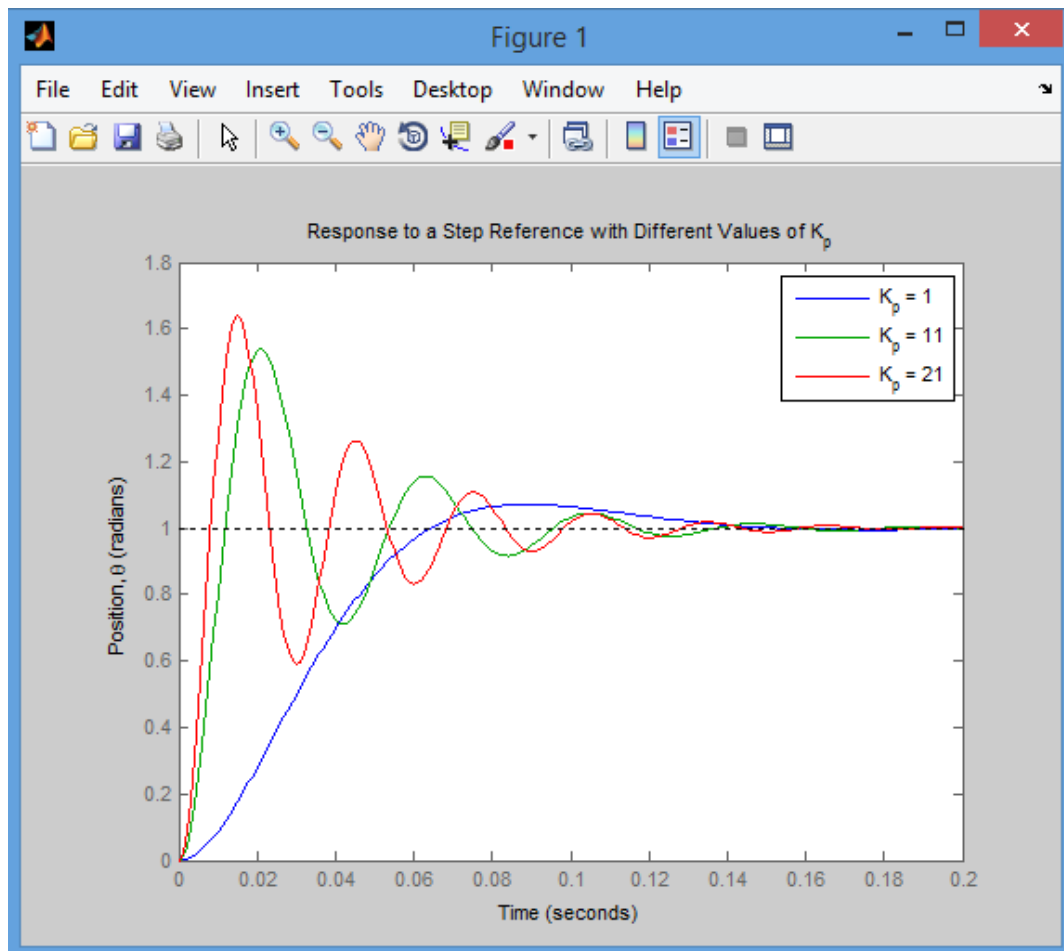 Figure 1
File Edit View Insert Tools Desktop Window Help
Response to a Step Reference with Different Values of Kp
1.8
1.6
1.4
1.2
1
0.8
0.6
0.4
0.2
0
Position, θ (radians)
Kp = 1
Kp = 11
Kp = 21
0 0.02 0.04 0.06 0.08 0.1 0.12 0.14 0.16 0.18 0.2
Time (seconds)